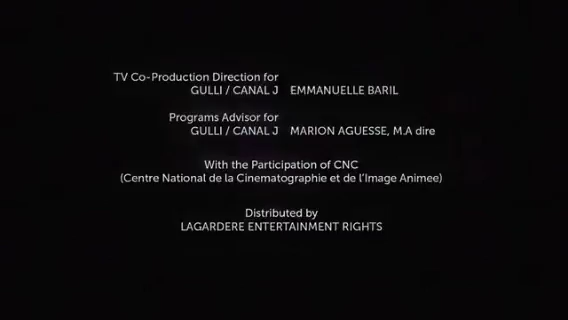 TV Co-Production Direction for
GULLI / CANAL J EMMANUELLE BARIL
Programs Advisor for
GULLI / CANAL J MARION AGUESSE, M.A dire
With the Participation of CNC
(Centre National de la Cinematographie et de l'Image Animee)
Distributed by
LAGARDERE ENTERTAINMENT RIGHTS